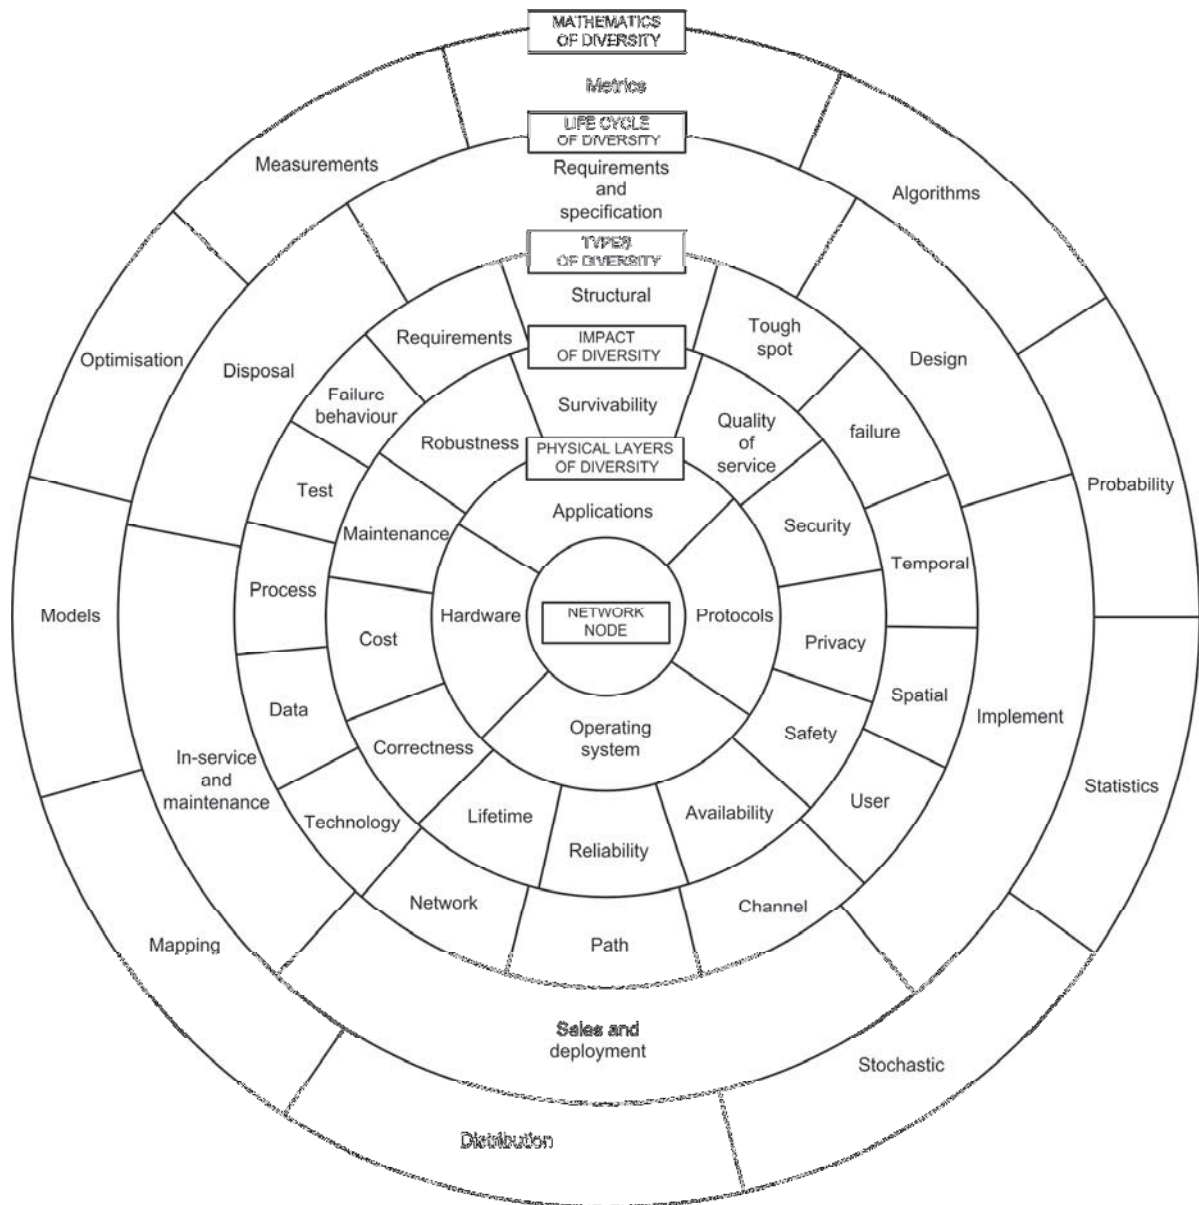 MATHEMATICS
OF DIVERSITY
Metrics
Algorithms
Probability
Statistics
Stochastic
Distribution
Mapping
Models
Optimisation
Measurements
LIFE CYCLE
OF DIVERSITY
Requirements
and
specification
Design
Implement
Sales and
deployment
In-service
and
maintenance
Disposal
TYPES
OF DIVERSITY
Structural
Tough
spot
failure
Temporal
Spatial
User
Channel
Path
Network
Technology
Data
Process
Test
Failure
behaviour
Requirements
IMPACT
OF DIVERSITY
Survivability
Quality
of
service
Security
Privacy
Safety
Availability
Reliability
Lifetime
Correctness
Cost
Maintenance
Robustness
PHYSICAL LAYERS
OF DIVERSITY
Applications
Protocols
Operating
system
Hardware
NETWORK
NODE